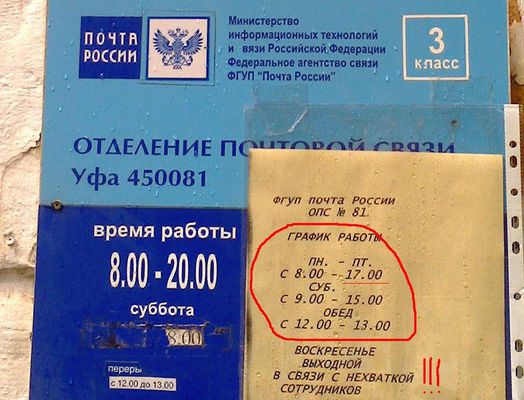 ПОЧТА
РОССИИ
Министерство
информационных технологий
и вязи Российской Федерации
Федеральное агентство связи
ФГУП "Почта России"
3
класс
ОТДЕЛЕНИЕ ПОЧТОВОЙ СВЯЗИ
Уфа 450081
время работы
8.00 - 20.00
суббота
8.00
перерыв
с 12.00 до 13.00
Фгуп почта России
ОПС № 81
ГРАФИК РАБОТЫ
ПН. - ПТ.
С 8.00 - 17.00
СУБ.
С 9.00 - 15.00
ОБЕД
С 12.00 - 13.00
ВОСКРЕСЕНЬЕ
ВЫХОДНОЙ
В СВЯЗИ С НЕХВАТКОЙ
СОТРУДНИКОВ
!!!